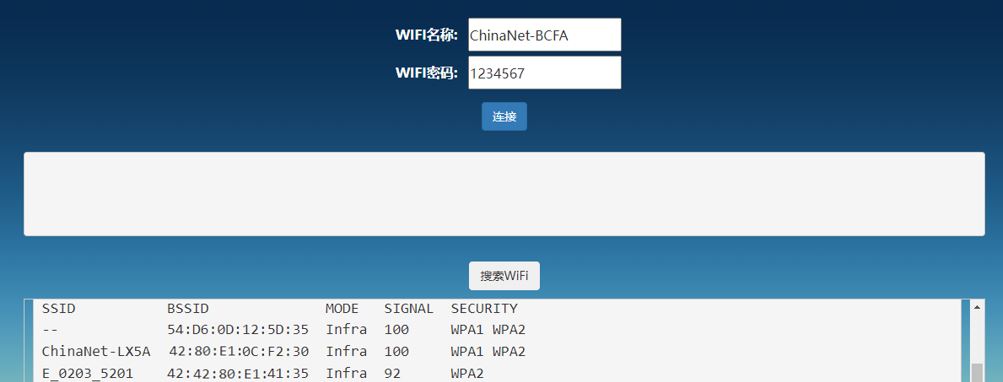 WIFI名称: ChinaNet-BCFA
WIFI密码: 1234567
连接
搜索WiFi
SSID BSSID MODE SIGNAL SECURITY
-- 54:D6:0D:12:5D:35 Infra 100 WPA1 WPA2
ChinaNet-LX5A 42:80:E1:0C:F2:30 Infra 100 WPA1 WPA2
E_0203_5201 42:42:80:E1:41:35 Infra 92 WPA2